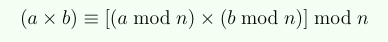 (a × b) ≡ [(a mod n) × (b mod n)] mod n